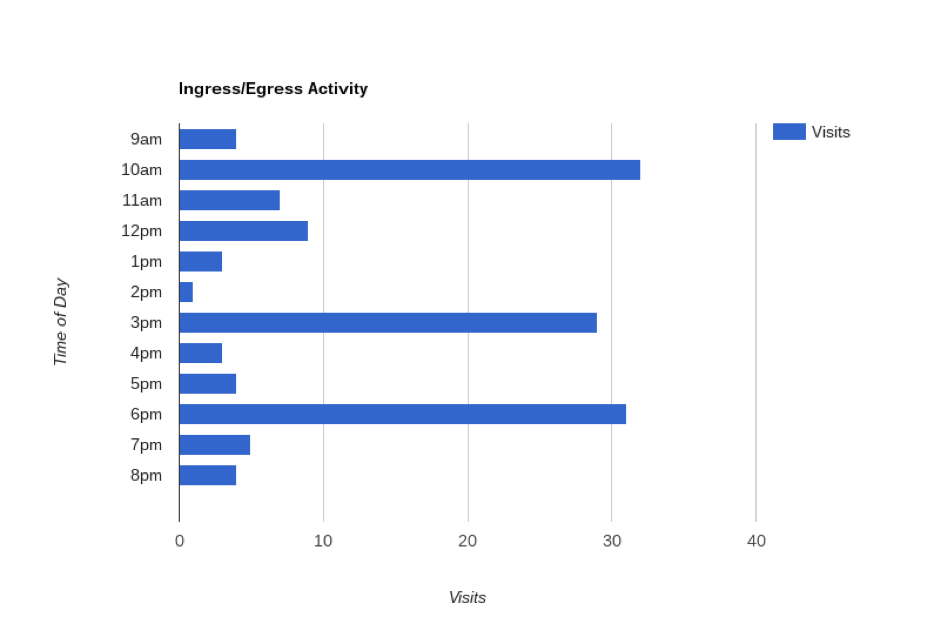 Ingress/Egress Activity
Visits
9am
10am
11am
12pm
1pm
2pm
3pm
4pm
5pm
6pm
7pm
8pm
Time of Day
0 10 20 30 40
Visits